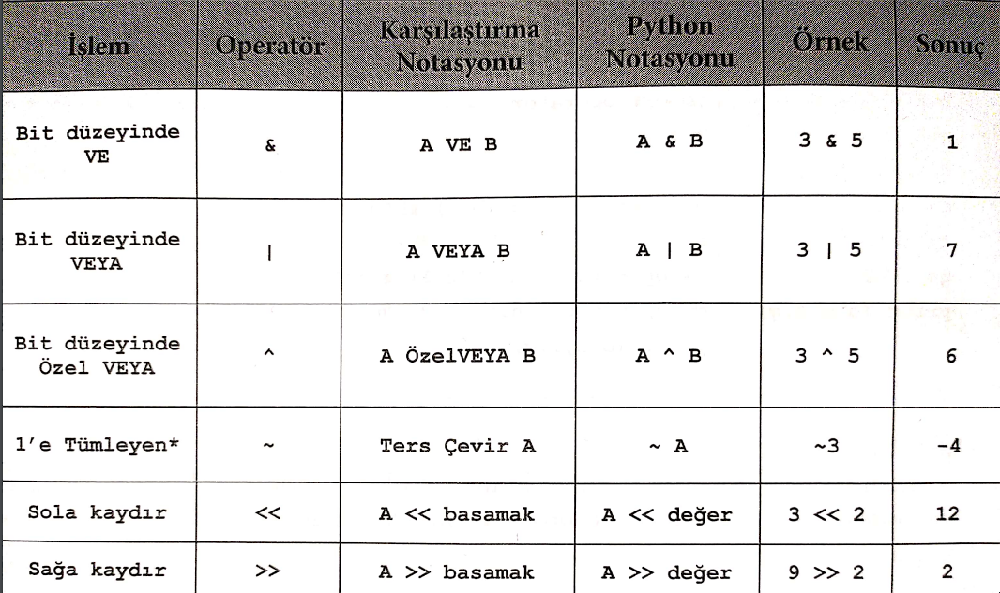 İşlem Operatör Karşılaştırma Notasyonu Python Notasyonu Örnek Sonuç
Bit düzeyinde VE & A VE B A & B 3 & 5 1
Bit düzeyinde VEYA | A VEYA B A | B 3 | 5 7
Bit düzeyinde Özel VEYA ^ A ÖzelVEYA B A ^ B 3 ^ 5 6
1’e Tümleyen* ~ Ters Çevir A ~ A ~3 -4
Sola kaydır << A << basamak A << değer 3 << 2 12
Sağa kaydır >> A >> basamak A >> değer 9 >> 2 2